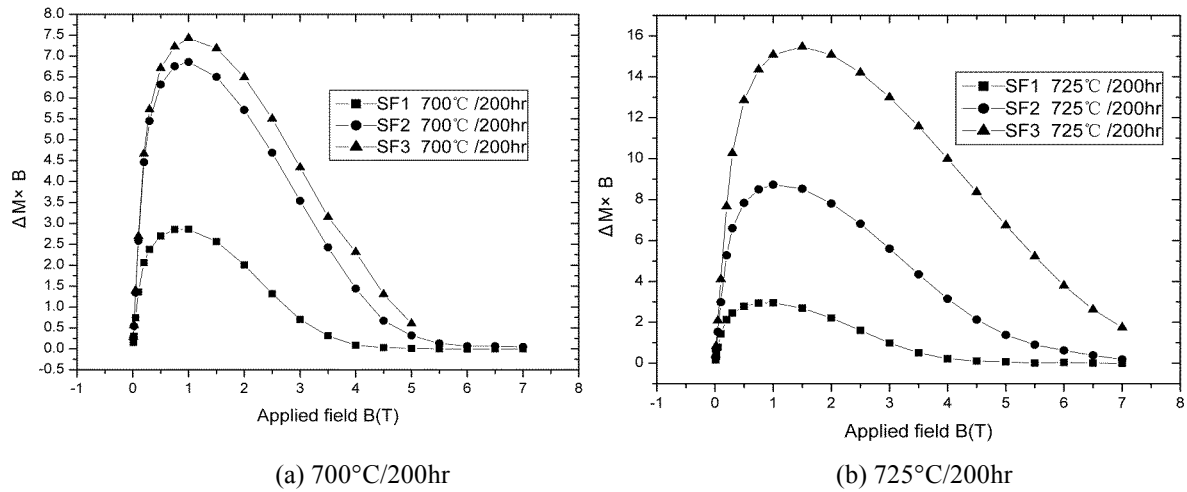 8.0
7.5
7.0
6.5
6.0
5.5
5.0
4.5
4.0
3.5
3.0
2.5
2.0
1.5
1.0
0.5
0.0
-0.5
ΔM× B
SF1 700℃/200hr
SF2 700℃/200hr
SF3 700℃/200hr
-1 0 1 2 3 4 5 6 7 8
Applied field B(T)
(a) 700°C/200hr
16
14
12
10
8
6
4
2
0
ΔM× B
SF1 725℃/200hr
SF2 725℃/200hr
SF3 725℃/200hr
-1 0 1 2 3 4 5 6 7 8
Applied field B(T)
(b) 725°C/200hr